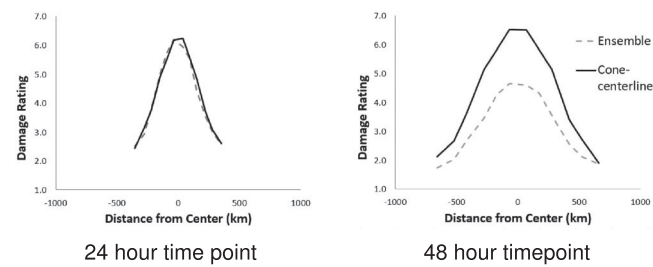 7.0
6.0
5.0
4.0
3.0
2.0
1.0
Damage Rating
-1000
-500
0
500
1000
Distance from Center (km)
24 hour time point
7.0
6.0
5.0
4.0
3.0
2.0
1.0
Damage Rating
-1000
-500
0
500
1000
Distance from Center (km)
Ensemble
Cone-
centerline
48 hour timepoint